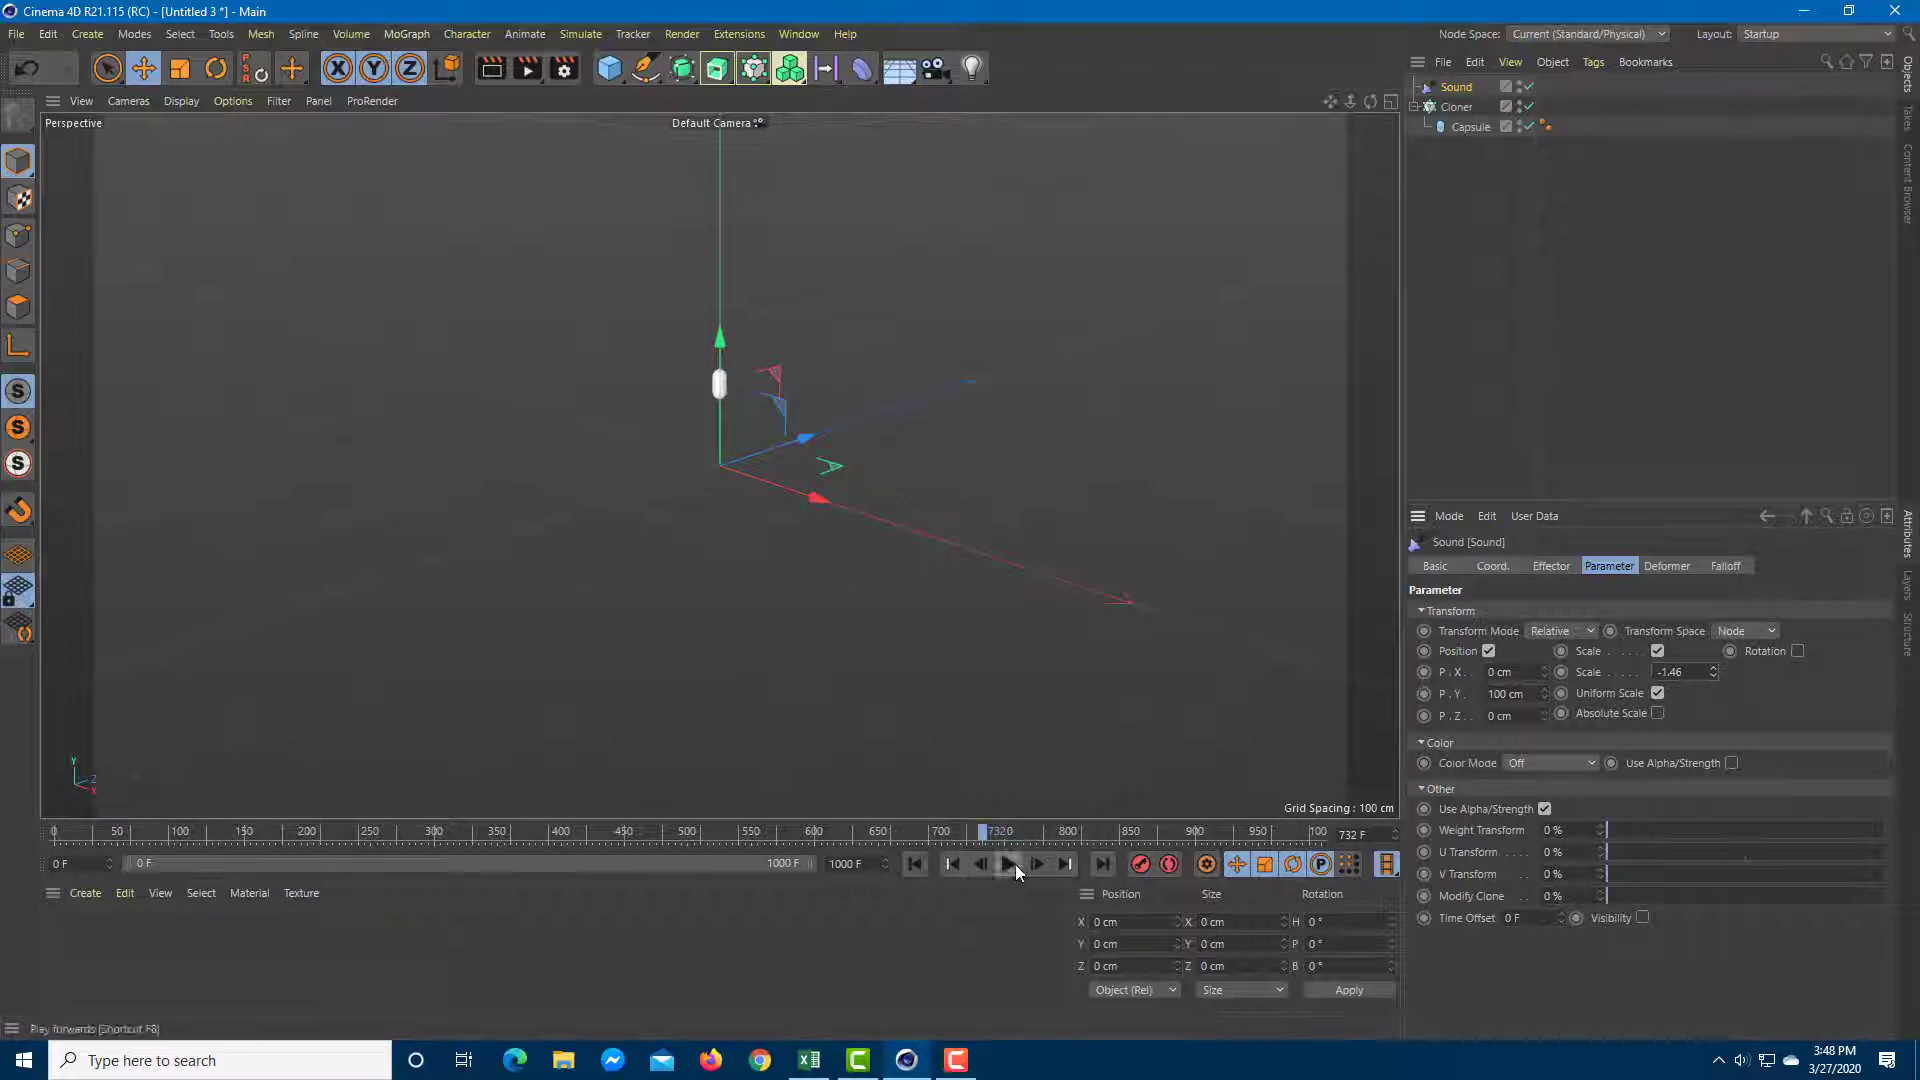 Cinema 4D R21.115 (RC) - [Untitled 3 *] - Main
File Edit Create Modes Select Tools Mesh Spline Volume MoGraph Character Animate Simulate Tracker Render Extensions Window Help
Node Space: Current (Standard/Physical) Layout: Startup
X Y Z
PSR
File Edit View Object Tags Bookmarks
View Cameras Display Options Filter Panel ProRender
Perspective
Default Camera
Sound
Cloner
Capsule
Objects
Takes
Content Browser
S
S
S
Mode Edit User Data
Sound [Sound]
Basic Coord. Effector Parameter Deformer Falloff
Parameter
Transform
Transform Mode Relative Transform Space Node
Position Scale . . . . . Rotation
P . X . 0 cm Scale . . . . . . -1.46
P . Y . 100 cm Uniform Scale
P . Z . . 0 cm Absolute Scale
Color
Color Mode Off Use Alpha/Strength
Other
Use Alpha/Strength
Weight Transform 0 %
U Transform . . . . 0 %
V Transform . . . 0 %
Modify Clone . . 0 %
Time Offset 0 F Visibility
Attributes
Layers
Structure
Y
Z
X
Grid Spacing : 100 cm
0 50 100 150 200 250 300 350 400 450 500 550 600 650 700 7320 800 850 900 950 100 732 F
0 F 0 F 1000 F 1000 F
P
Create Edit View Select Material Texture
Position Size Rotation
X 0 cm X 0 cm H 0 °
Y 0 cm Y 0 cm P 0 °
Z 0 cm Z 0 cm B 0 °
Object (Rel) Size Apply
Play forwards [Shortcut F8]
Type here to search
3:48 PM
3/27/2020